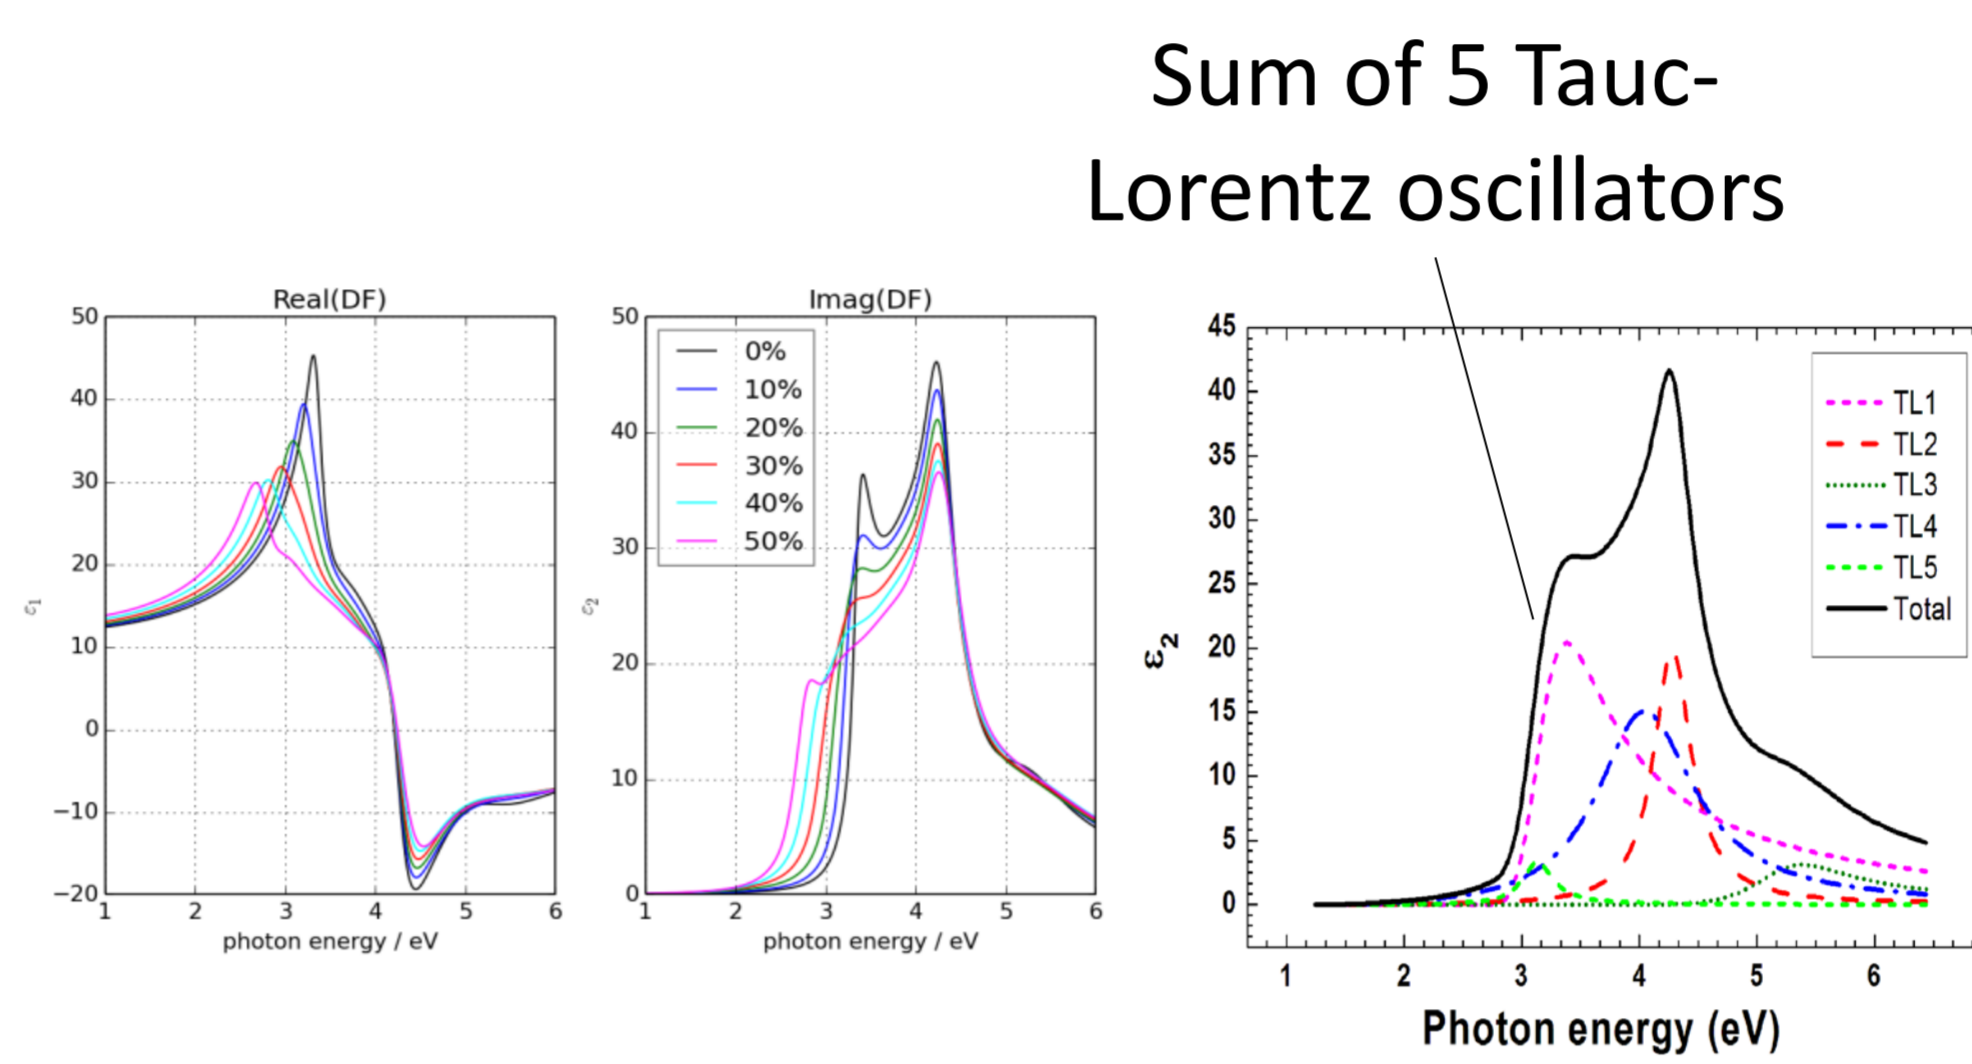 Sum of 5 Tauc-
Lorentz oscillators
Real(DF)
50
40
30
20
10
0
−10
−20
ε1
1 2 3 4 5 6
photon energy / eV
Imag(DF)
50
40
30
20
10
0
ε2
0%
10%
20%
30%
40%
50%
1 2 3 4 5 6
photon energy / eV
45
40
35
30
25
20
15
10
5
0
ε2
TL1
TL2
TL3
TL4
TL5
Total
1 2 3 4 5 6
Photon energy (eV)